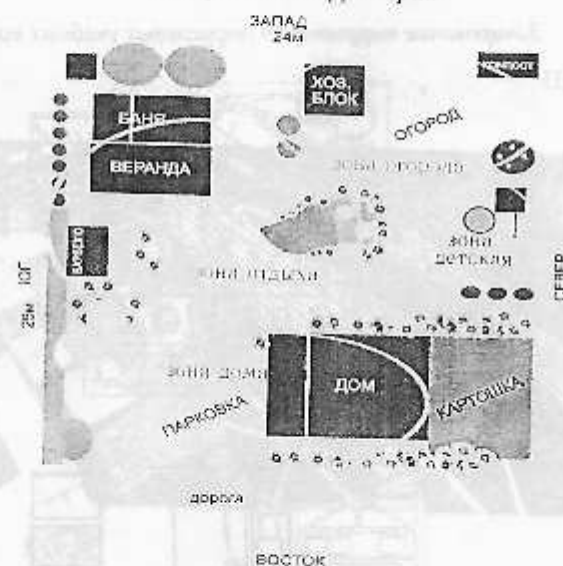 ЗАПАД
24м
КОМПОСТ
ХОЗ.
БЛОК
БАНЯ
ОГОРОД
ВЕРАНДА
зона огорода
зона
детская
зона отдыха
ЮГ
25м
СЕВЕР
зона дома
ДОМ
КАРТОШКА
ПАРКОВКА
дорога
ВОСТОК